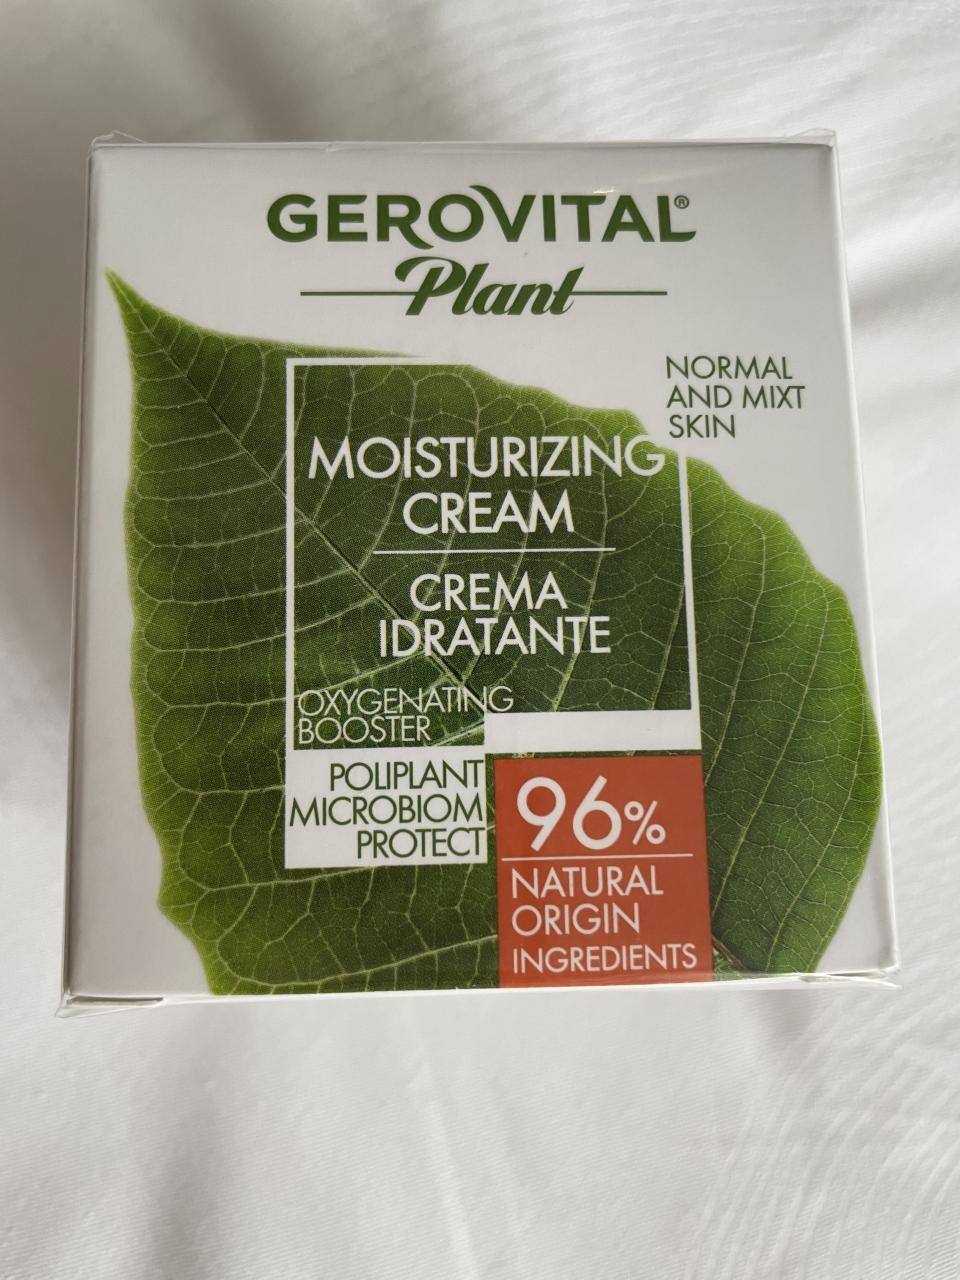 GEROVITAL®
Plant
NORMAL
AND MIXT
SKIN
MOISTURIZING
CREAM
CREMA
IDRATANTE
OXYGENATING
BOOSTER
POLIPLANT
MICROBIOM
PROTECT
96%
NATURAL
ORIGIN
INGREDIENTS